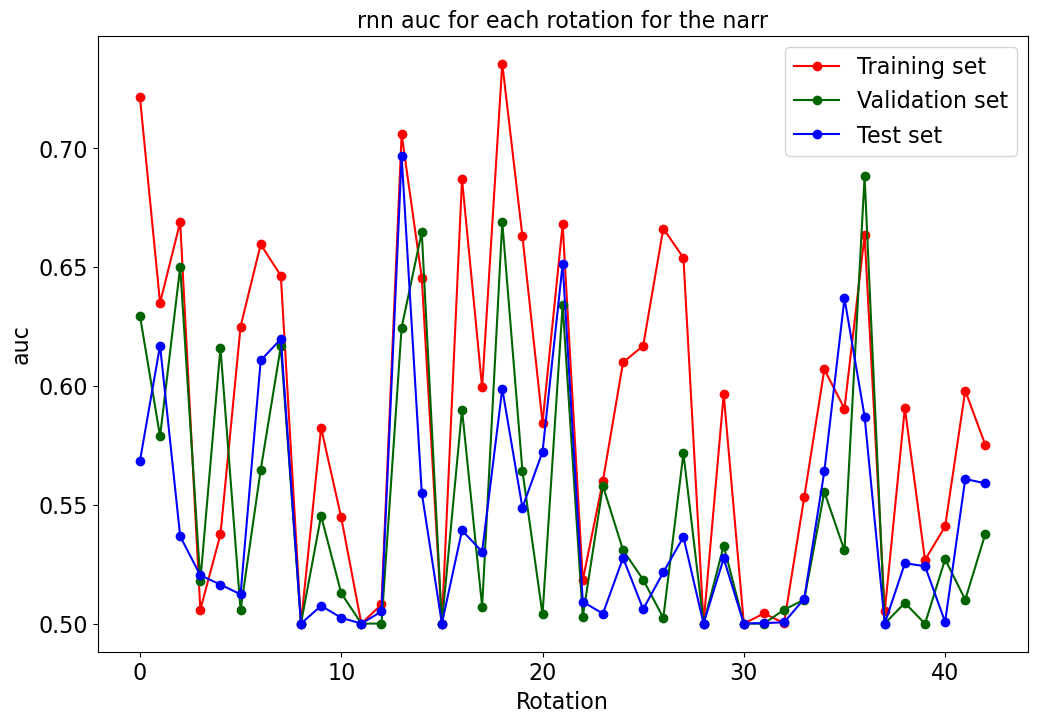 rnn auc for each rotation for the narr
Training set
Validation set
Test set
auc
0.70
0.65
0.60
0.55
0.50
0 10 20 30 40
Rotation